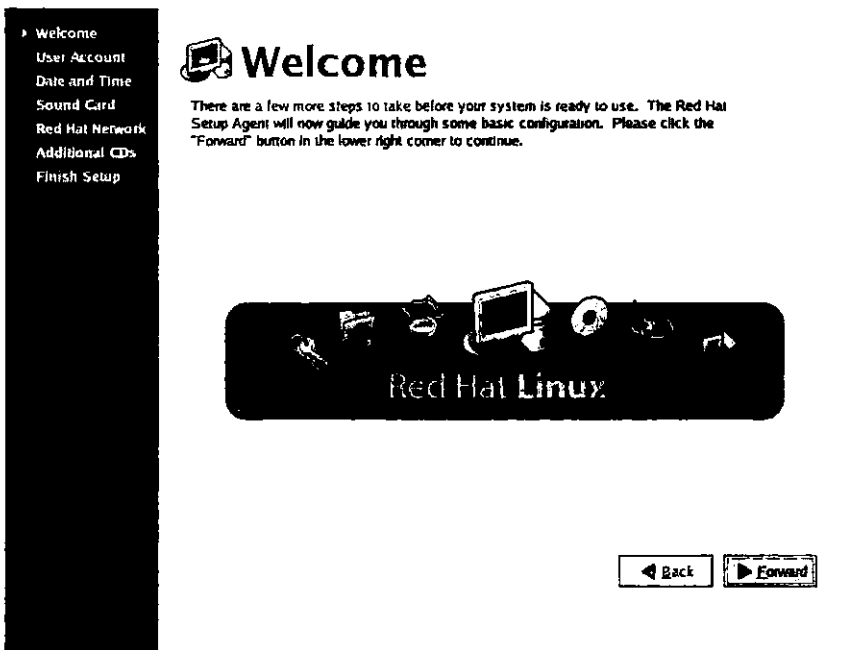 Welcome
User Account
Date and Time
Sound Card
Red Hat Network
Additional CDs
Finish Setup
Welcome
There are a few more steps to take before your system is ready to use. The Red Hat
Setup Agent will now guide you through some basic configuration. Please click the
"Forward" button in the lower right corner to continue.
Red Hat Linux
Back
Forward